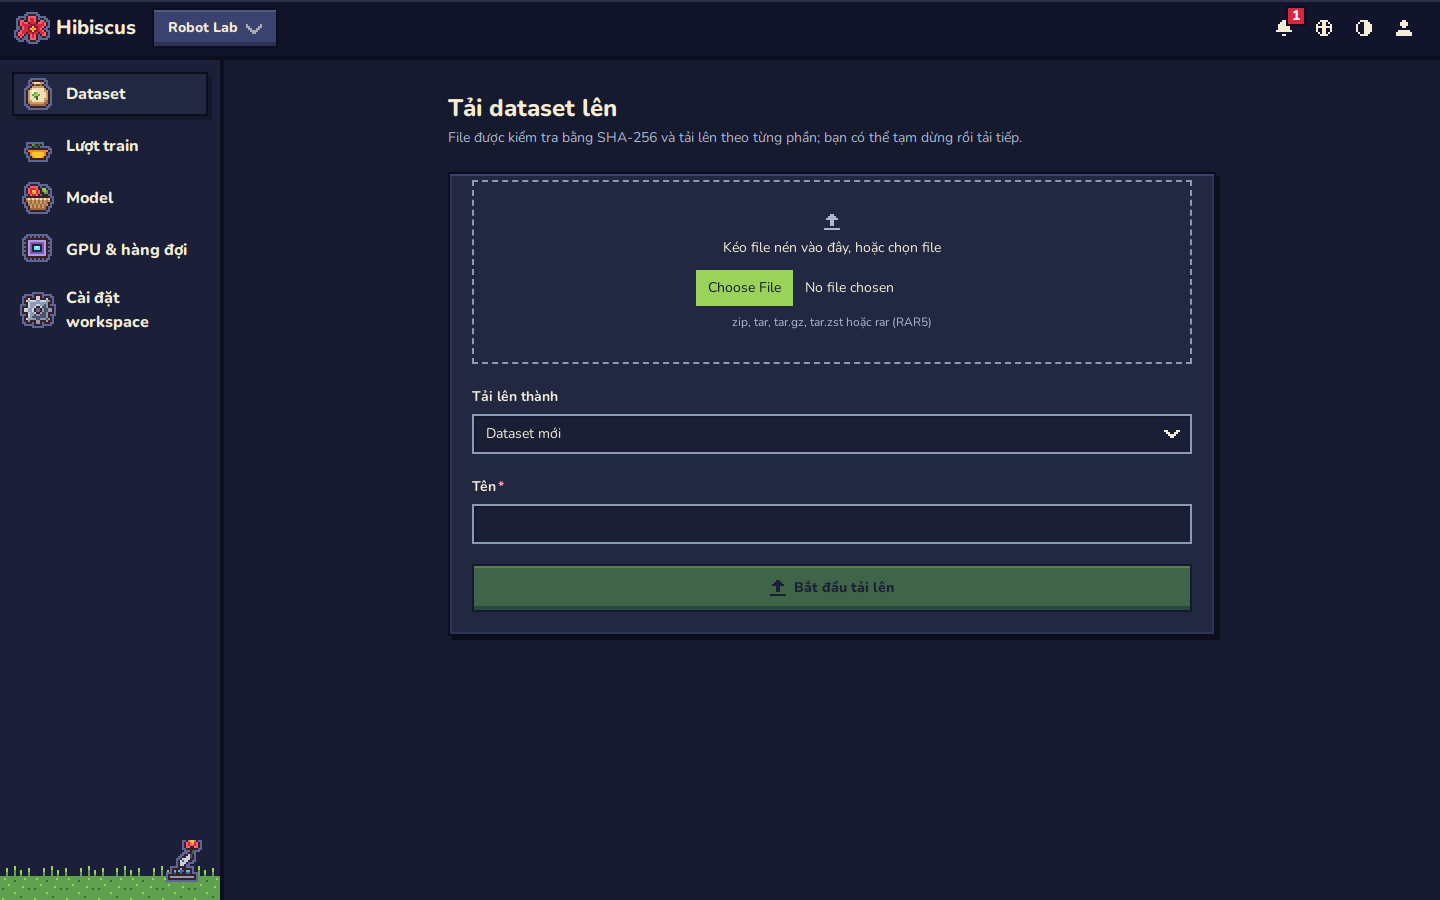 Hibiscus
Robot Lab
1
Dataset
Lượt train
Model
GPU & hàng đợi
Cài đặt
workspace
Tải dataset lên
File được kiểm tra bằng SHA-256 và tải lên theo từng phần; bạn có thể tạm dừng rồi tải tiếp.
Kéo file nén vào đây, hoặc chọn file
Choose File No file chosen
zip, tar, tar.gz, tar.zst hoặc rar (RAR5)
Tải lên thành
Dataset mới
Tên *
Bắt đầu tải lên